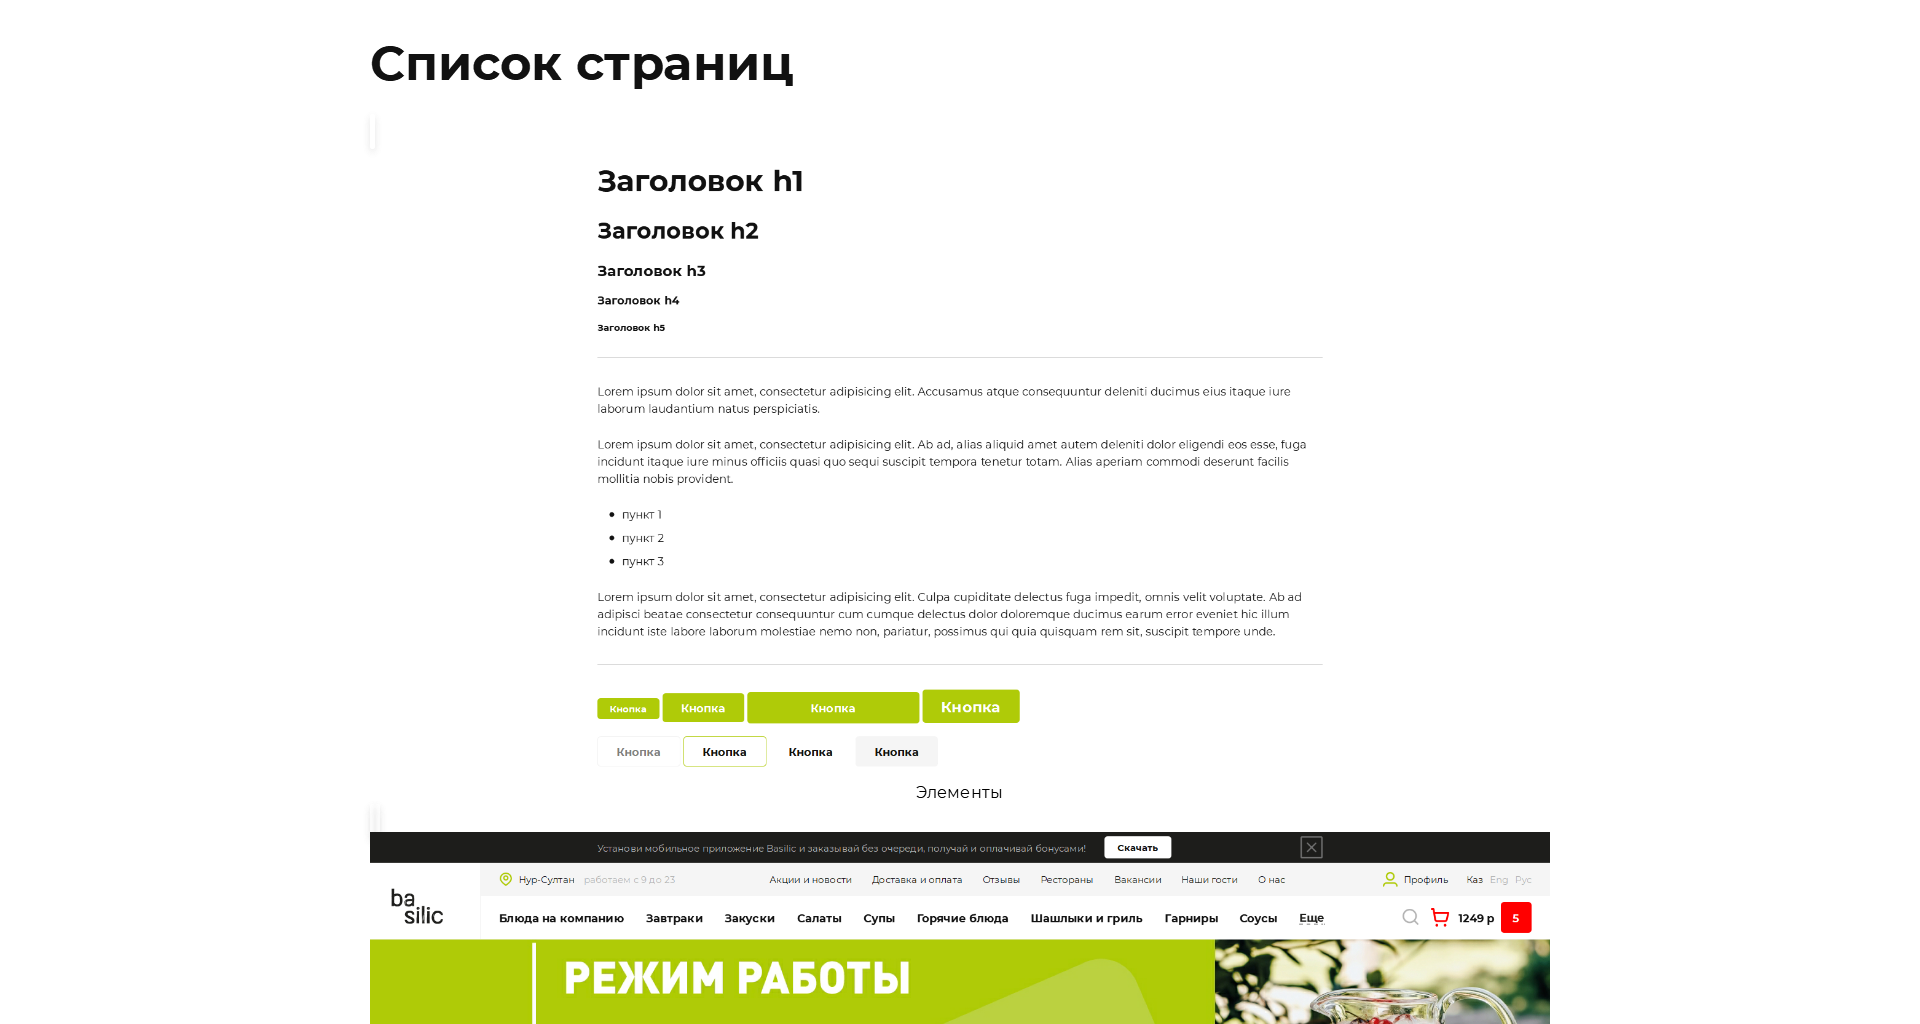 Список страниц
Заголовок h1
Заголовок h2
Заголовок h3
Заголовок h4
Заголовок h5
Lorem ipsum dolor sit amet, consectetur adipisicing elit. Accusamus atque consequuntur deleniti ducimus eius itaque iure
laborum laudantium natus perspiciatis.
Lorem ipsum dolor sit amet, consectetur adipisicing elit. Ab ad, alias aliquid amet autem deleniti dolor eligendi eos esse, fuga
incidunt itaque iure minus officiis quasi quo sequi suscipit tempora tenetur totam. Alias aperiam commodi deserunt facilis
mollitia nobis provident.
• пункт 1
• пункт 2
• пункт 3
Lorem ipsum dolor sit amet, consectetur adipisicing elit. Culpa cupiditate delectus fuga impedit, omnis velit voluptate. Ab ad
adipisci beatae consectetur consequuntur cum cumque delectus dolor doloremque ducimus earum error eveniet hic illum
incidunt iste labore laborum molestiae nemo non, pariatur, possimus qui quia quisquam rem sit, suscipit tempore unde.
Кнопка Кнопка Кнопка Кнопка
Кнопка Кнопка Кнопка Кнопка
Элементы
Установи мобильное приложение Basilic и заказывай без очереди, получай и оплачивай бонусами! Скачать
Нур-Султан работаем с 9 до 23 Акции и новости Доставка и оплата Отзывы Рестораны Вакансии Наши гости О нас Профиль Каз Eng Рус
ba
silic
Блюда на компанию Завтраки Закуски Салаты Супы Горячие блюда Шашлыки и гриль Гарниры Соусы Еще 1249 р 5
РЕЖИМ РАБОТЫ